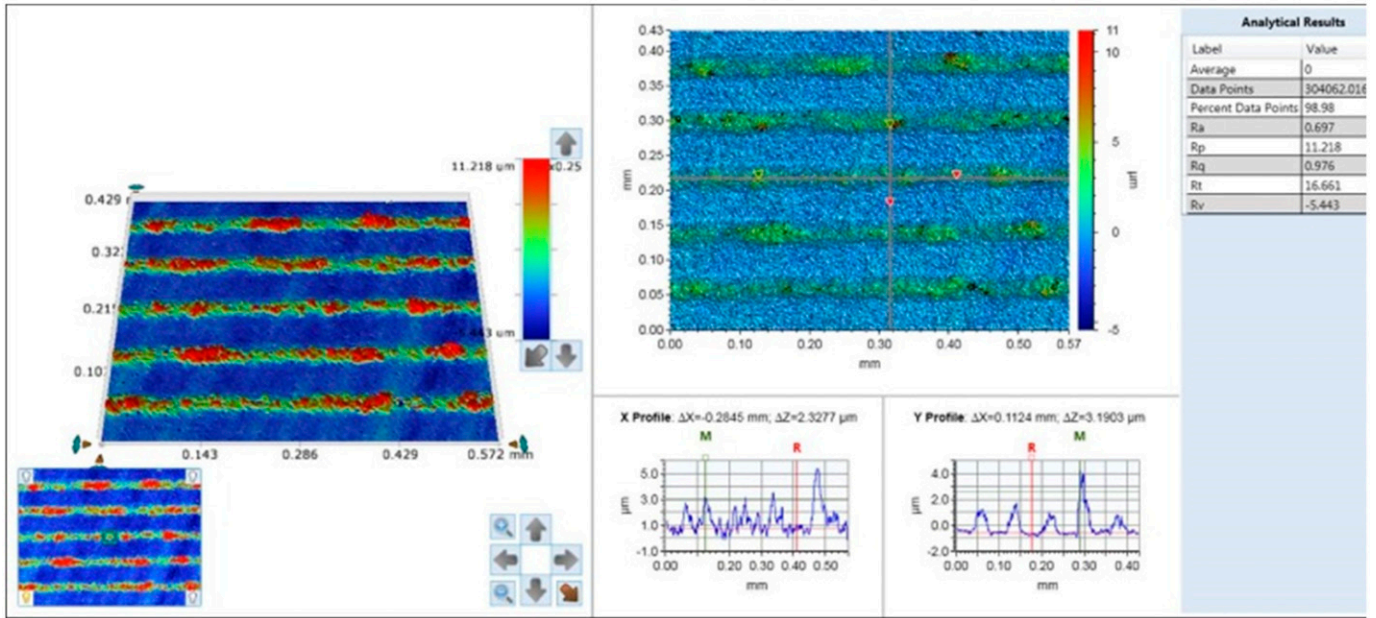 11.218 um
x0.25
0.429
0.32
0.21
0.10
0.143
0.286
0.429
0.572 mm
0.43
0.40
0.35
0.30
0.25
0.20
0.15
0.10
0.05
0.00
mm
0.00
0.10
0.20
0.30
0.40
0.50
0.57
mm
11
10
5
0
-5
µm
X Profile: ΔX=-0.2845 mm; ΔZ=2.3277 µm
M
R
5.0
3.0
1.0
-1.0
µm
0.00
0.20
0.30
0.40
0.50
mm
Y Profile: ΔX=0.1124 mm; ΔZ=3.1903 µm
M
R
4.0
2.0
0.0
-2.0
µm
0.00
0.10
0.20
0.30
0.40
mm
Analytical Results
Label Value
Average 0
Data Points 304062.016
Percent Data Points 98.98
Ra 0.697
Rp 11.218
Rq 0.976
Rt 16.661
Rv -5.443